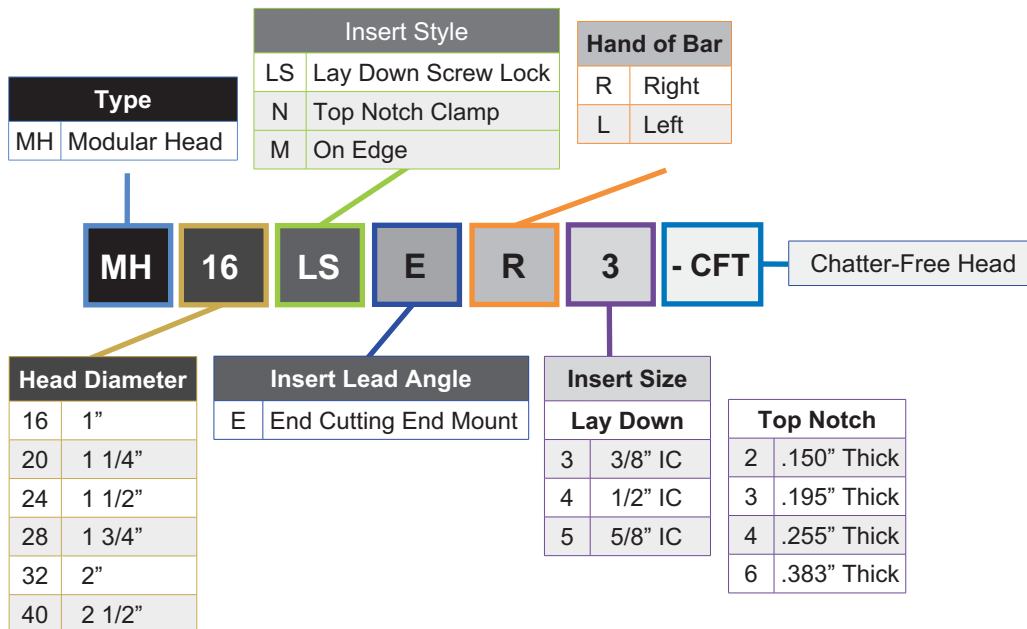 Insert Style
LS Lay Down Screw Lock
N Top Notch Clamp
M On Edge
Hand of Bar
R Right
L Left
Type
MH Modular Head
MH 16 LS E R 3 - CFT
Chatter-Free Head
Head Diameter
16 1”
20 1 1/4”
24 1 1/2”
28 1 3/4”
32 2”
40 2 1/2”
Insert Lead Angle
E End Cutting End Mount
Insert Size
Lay Down
3 3/8” IC
4 1/2” IC
5 5/8” IC
Top Notch
2 .150” Thick
3 .195” Thick
4 .255” Thick
6 .383” Thick